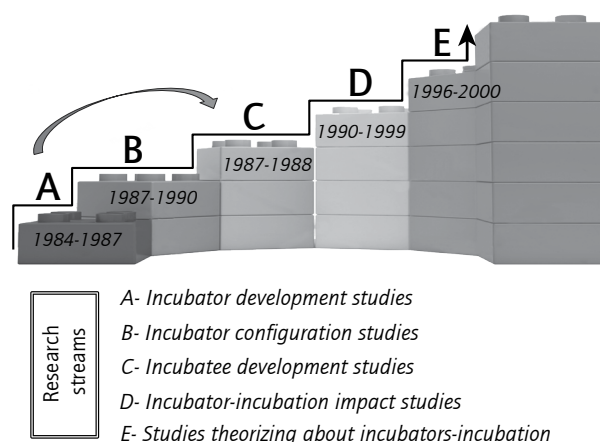 E
D
C
B
A
1996-2000
1990-1999
1987-1988
1987-1990
1984-1987
Research
streams
A- Incubator development studies
B- Incubator configuration studies
C- Incubatee development studies
D- Incubator-incubation impact studies
E- Studies theorizing about incubators-incubation